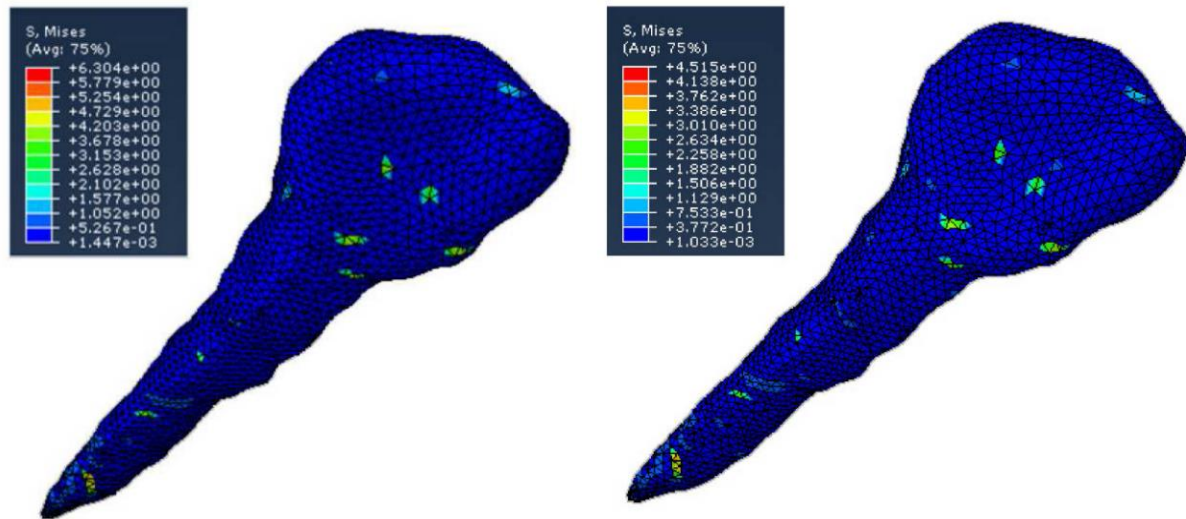 S, Mises
(Avg: 75%)
+6.304e+00
+5.779e+00
+5.254e+00
+4.729e+00
+4.203e+00
+3.678e+00
+3.153e+00
+2.628e+00
+2.102e+00
+1.577e+00
+1.052e+00
+5.267e-01
+1.447e-03
S, Mises
(Avg: 75%)
+4.515e+00
+4.138e+00
+3.762e+00
+3.386e+00
+3.010e+00
+2.634e+00
+2.258e+00
+1.882e+00
+1.506e+00
+1.129e+00
+7.533e-01
+3.772e-01
+1.033e-03